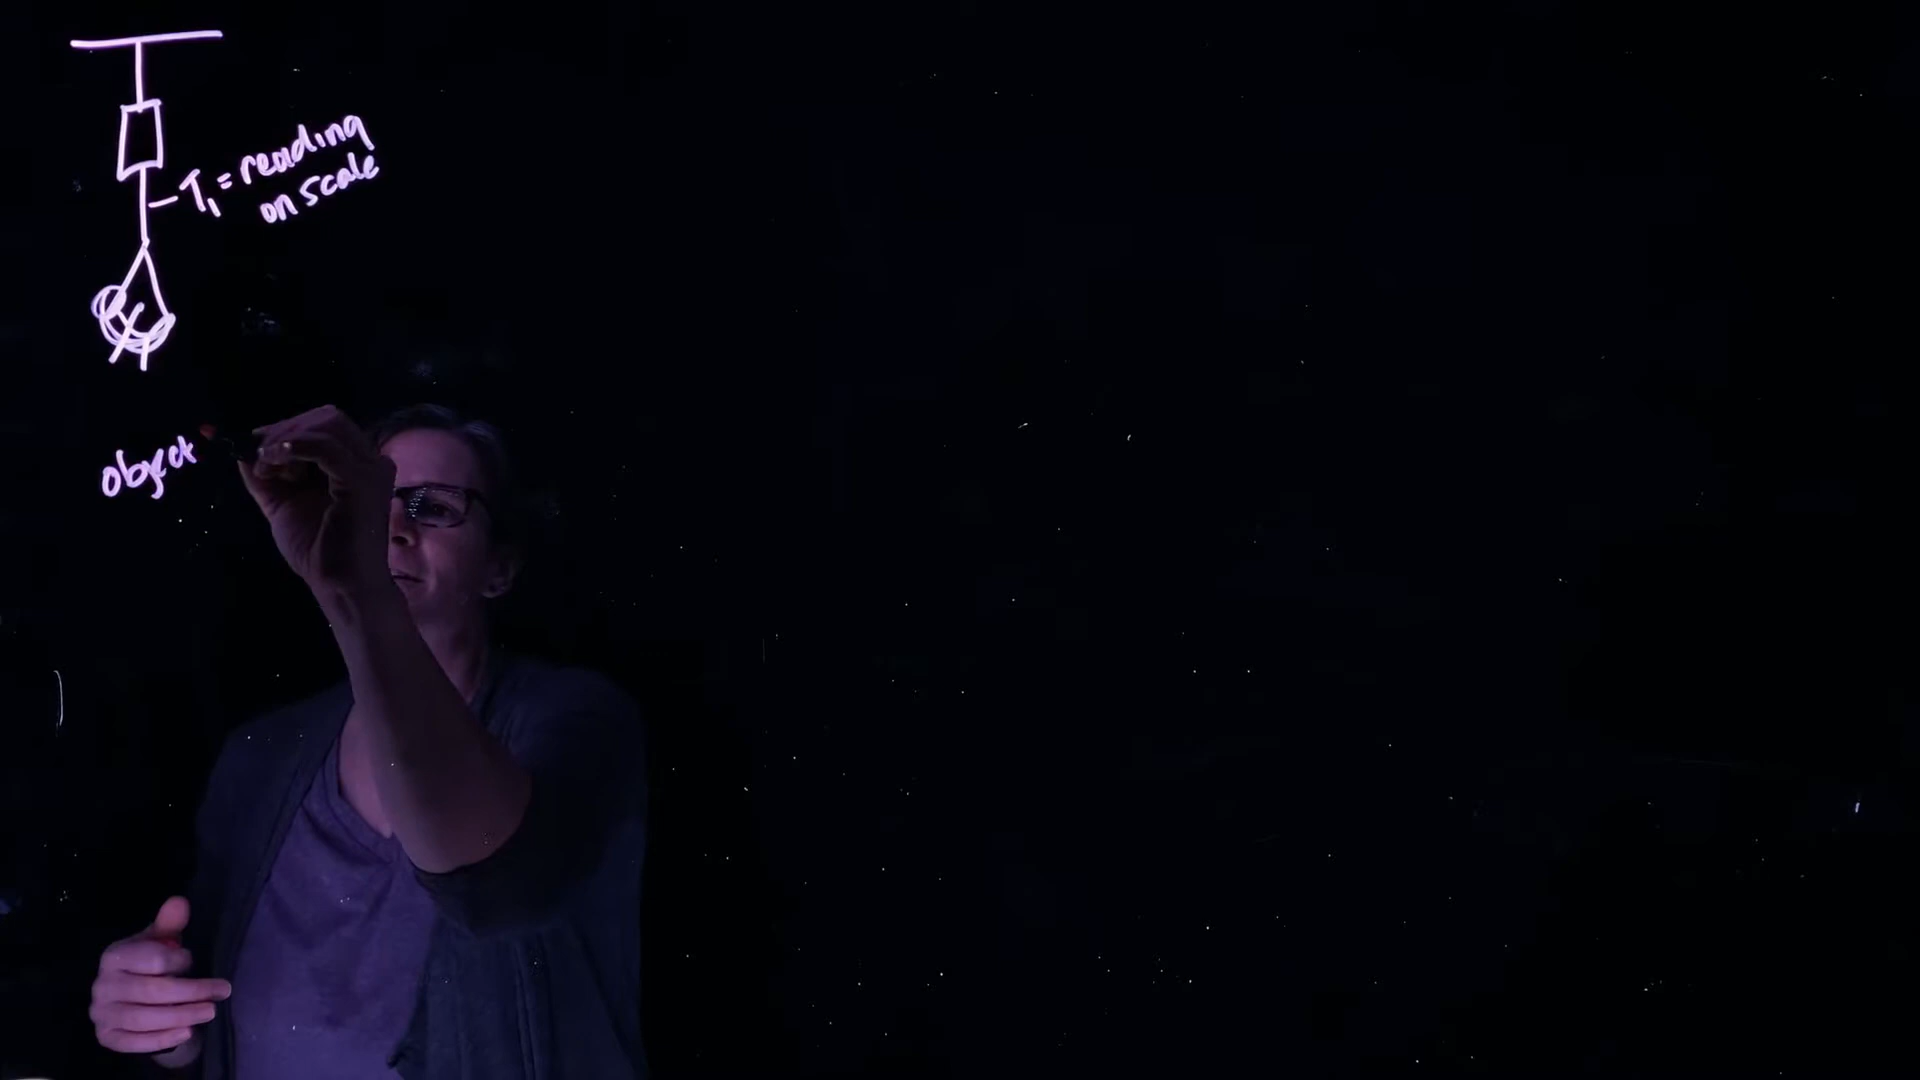 T₁ = reading
on scale
object